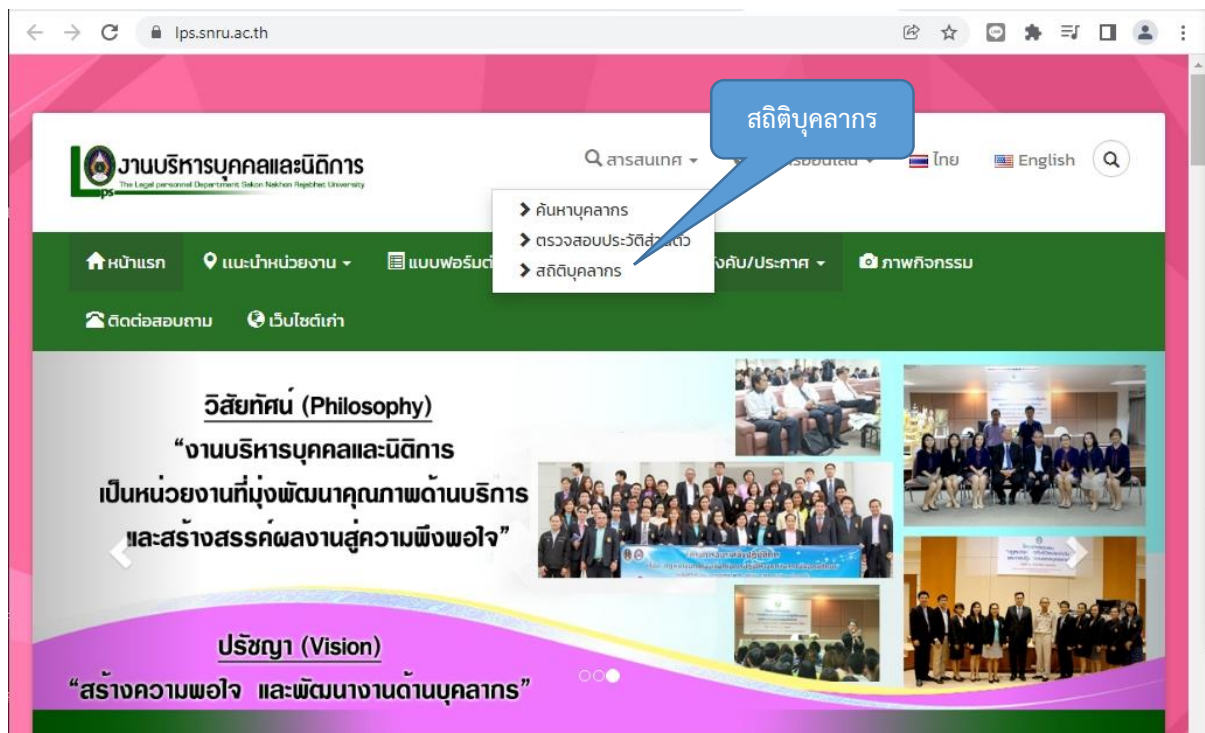 lps.snru.ac.th
สถิติบุคลากร
งานบริหารบุคคลและนิติการ
The Legal personnel Department Sakon Nakhon Rajabhat University
Lps
สารสนเทศ
ไทย
English
ค้นหาบุคลากร
ตรวจสอบประวัติส่วนตัว
สถิติบุคลากร
หน้าแรก
แนะนำหน่วยงาน
แบบฟอร์มต่
ังคับ/ประกาศ
ภาพกิจกรรม
ติดต่อสอบถาม
เว็บไซต์เก่า
วิสัยทัศน์ (Philosophy)
“งานบริหารบุคคลและนิติการ
เป็นหน่วยงานที่มุ่งพัฒนาคุณภาพด้านบริการ
และสร้างสรรค์ผลงานสู่ความพึงพอใจ”
ปรัชญา (Vision)
“สร้างความพอใจ และพัฒนางานด้านบุคลากร”